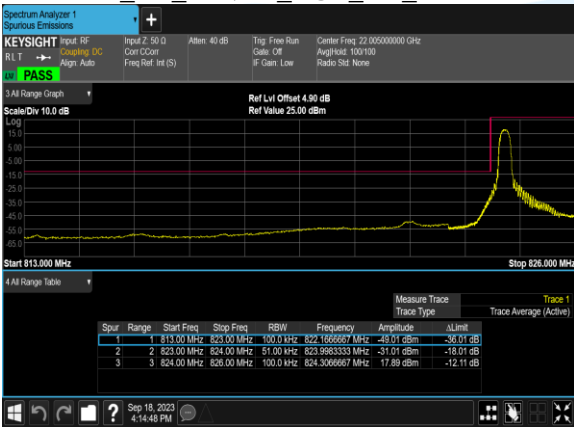 Spectrum Analyzer 1
Spurious Emissions
+
KEYSIGHT
RLT
LXI PASS
Input: RF
Coupling: DC
Align: Auto
Input Z: 50 Ω
Corr CCorr
Freq Ref: Int (S)
Atten: 40 dB
Trig: Free Run
Gate: Off
IF Gain: Low
Center Freq: 22.005000000 GHz
Avg|Hold: 100/100
Radio Std: None
3 All Range Graph
Ref Lvl Offset 4.90 dB
Scale/Div 10.0 dB
Ref Value 25.00 dBm
Log
15.0
5.00
-5.00
-15.0
-25.0
-35.0
-45.0
-55.0
-65.0
Start 813.000 MHz
Stop 826.000 MHz
4 All Range Table
Measure Trace Trace 1
Trace Type Trace Average (Active)
Spur Range Start Freq Stop Freq RBW Frequency Amplitude ΔLimit
1 1 813.00 MHz 823.00 MHz 100.0 kHz 822.1666667 MHz -49.01 dBm -36.01 dB
2 2 823.00 MHz 824.00 MHz 51.00 kHz 823.9983333 MHz -31.01 dBm -18.01 dB
3 3 824.00 MHz 826.00 MHz 100.0 kHz 824.3066667 MHz 17.89 dBm -12.11 dB
?
Sep 18, 2023
4:14:48 PM